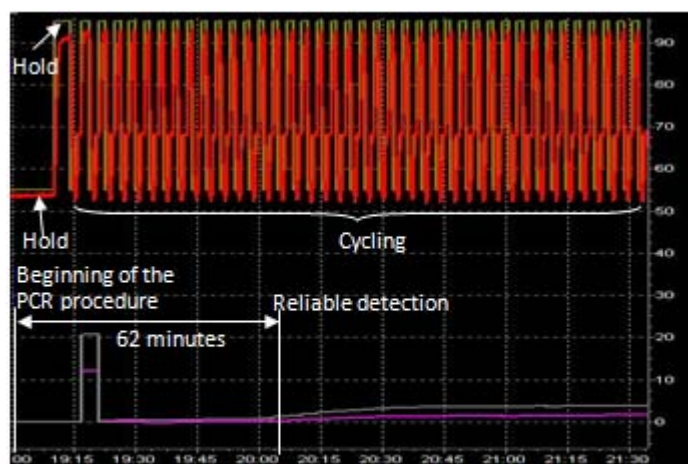 Hold
90
80
70
60
Hold
50
Cycling
40
Beginning of the
PCR procedure
30
Reliable detection
62 minutes
20
10
0
:00 19:15 19:30 19:45 20:00 20:15 20:30 20:45 21:00 21:15 21:30